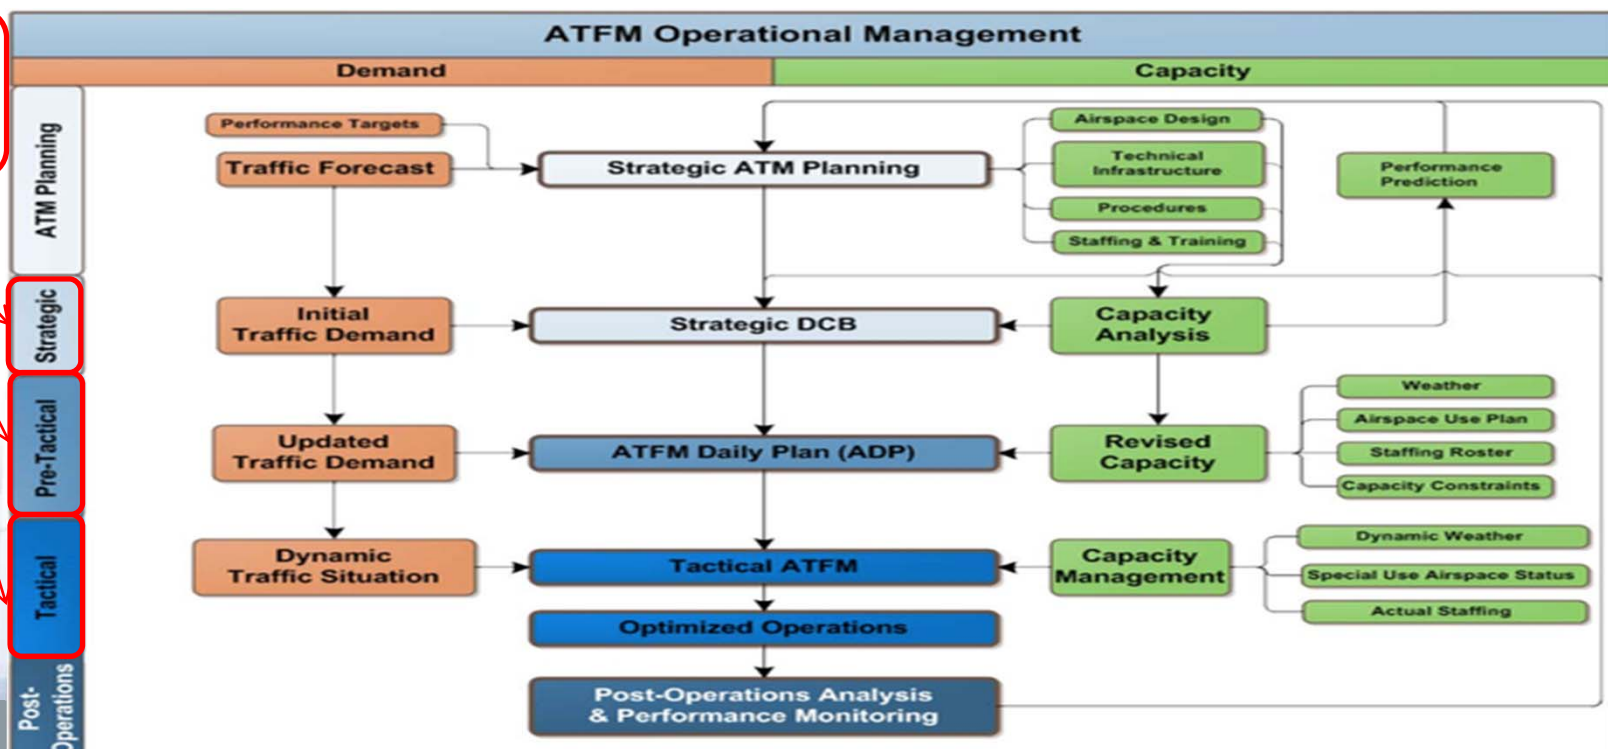 ATFM Operational Management
Demand
Capacity
ATM Planning
Performance Targets
Traffic Forecast
Strategic ATM Planning
Airspace Design
Technical
Infrastructure
Procedures
Staffing & Training
Performance
Prediction
Strategic
Initial
Traffic Demand
Strategic DCB
Capacity
Analysis
Pre-Tactical
Updated
Traffic Demand
ATFM Daily Plan (ADP)
Revised
Capacity
Weather
Airspace Use Plan
Staffing Roster
Capacity Constraints
Tactical
Dynamic
Traffic Situation
Tactical ATFM
Capacity
Management
Dynamic Weather
Special Use Airspace Status
Actual Staffing
Optimized Operations
Post-
Operations
Post-Operations Analysis
& Performance Monitoring